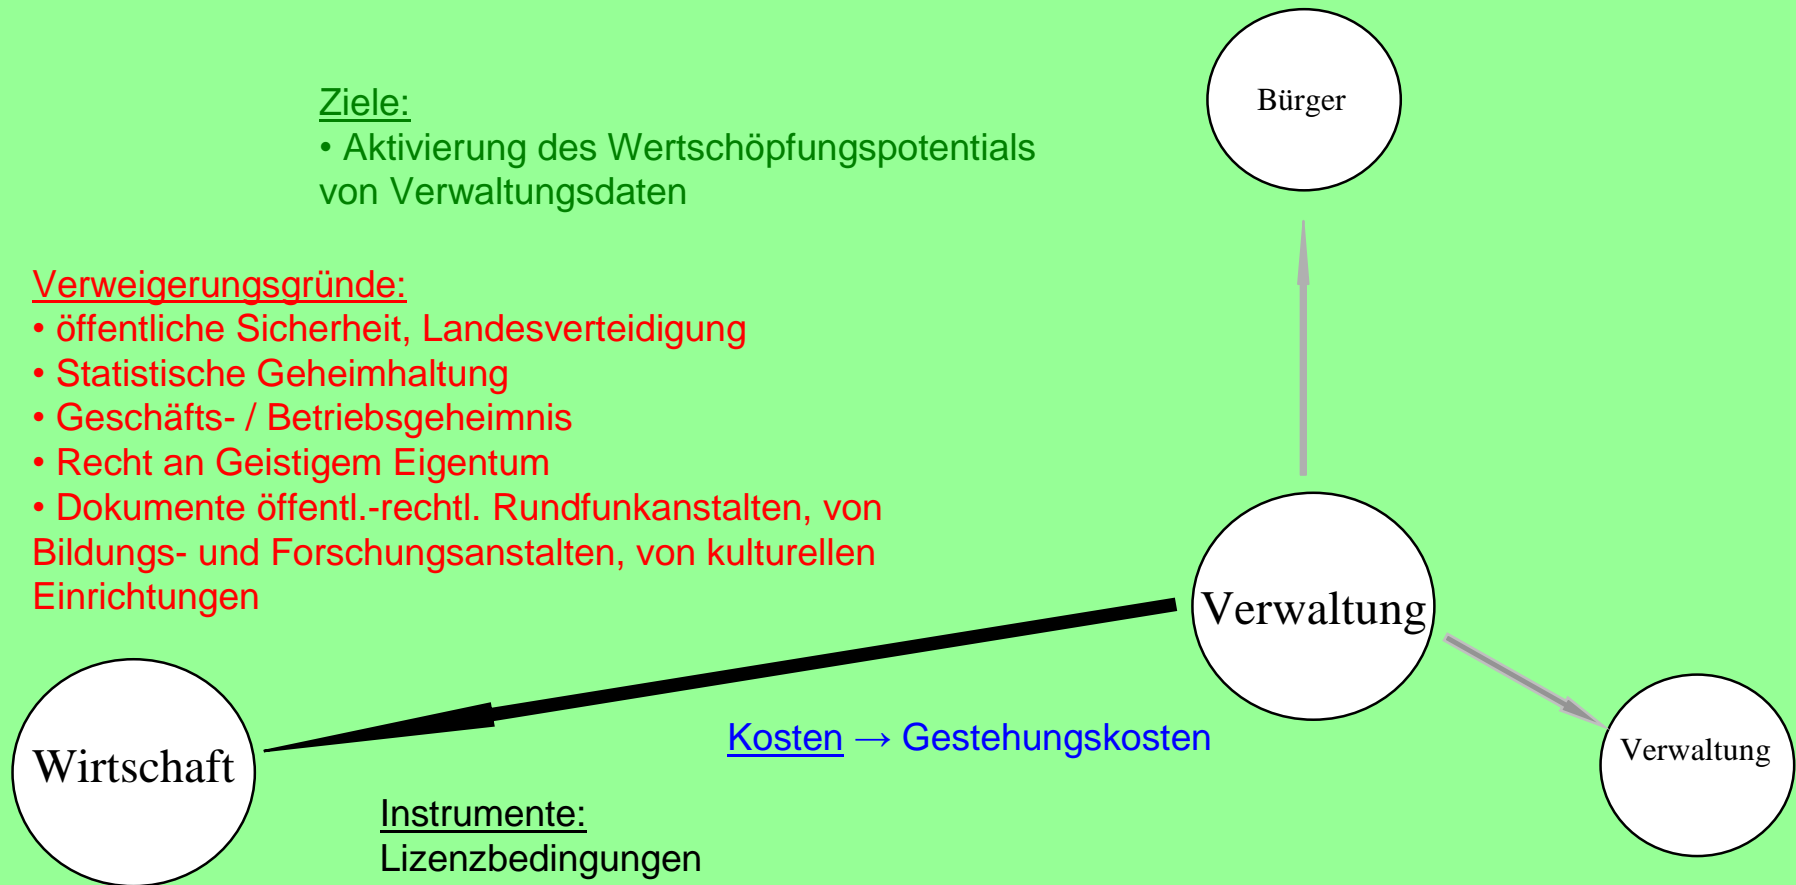 Bürger
Ziele:
• Aktivierung des Wertschöpfungspotentials
von Verwaltungsdaten
Verweigerungsgründe:
• öffentliche Sicherheit, Landesverteidigung
• Statistische Geheimhaltung
• Geschäfts- / Betriebsgeheimnis
• Recht an Geistigem Eigentum
• Dokumente öffentl.-rechtl. Rundfunkanstalten, von
Bildungs- und Forschungsanstalten, von kulturellen
Einrichtungen
Verwaltung
Kosten → Gestehungskosten
Verwaltung
Wirtschaft
Instrumente:
Lizenzbedingungen